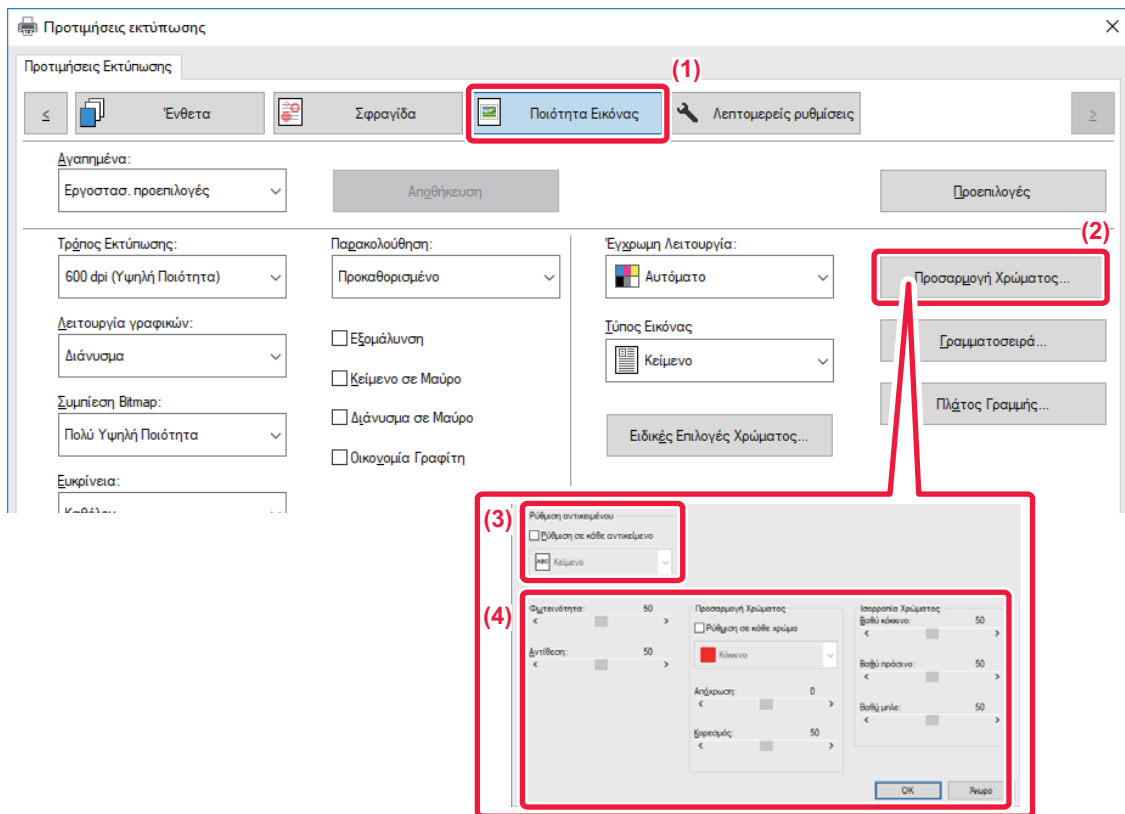 Προτιμήσεις εκτύπωσης
Προτιμήσεις Εκτύπωσης
(1)
< Ένθετα Σφραγίδα Ποιότητα Εικόνας Λεπτομερείς ρυθμίσεις >
Αγαπημένα:
Εργοστασ. προεπιλογές Αποθήκευση Προεπιλογές
(2)
Τρόπος Εκτύπωσης: Παρακολούθηση: Έγχρωμη Λειτουργία:
600 dpi (Υψηλή Ποιότητα) Προκαθορισμένο Αυτόματο Προσαρμογή Χρώματος...
Λειτουργία γραφικών: Εξομάλυνση Τύπος Εικόνας Γραμματοσειρά...
Διάνυσμα Κείμενο σε Μαύρο Κείμενο
Συμπίεση Bitmap: Διάνυσμα σε Μαύρο Πλάτος Γραμμής...
Πολύ Υψηλή Ποιότητα Οικονομία Γραφίτη Ειδικές Επιλογές Χρώματος...
Ευκρίνεια:
(3) Ρύθμιση αντικειμένου
Ρύθμιση σε κάθε αντικείμενο
ABC Κείμενο
(4) Φωτεινότητα: 50 Προσαρμογή Χρώματος Ισορροπία Χρώματος
Ρύθμιση σε κάθε χρώμα Βαθύ κόκκινο: 50
Αντίθεση: 50 Κόκκινο Βαθύ πράσινο: 50
Απόχρωση: 0 Βαθύ μπλε: 50
Κορεσμός: 50
OK Άκυρο